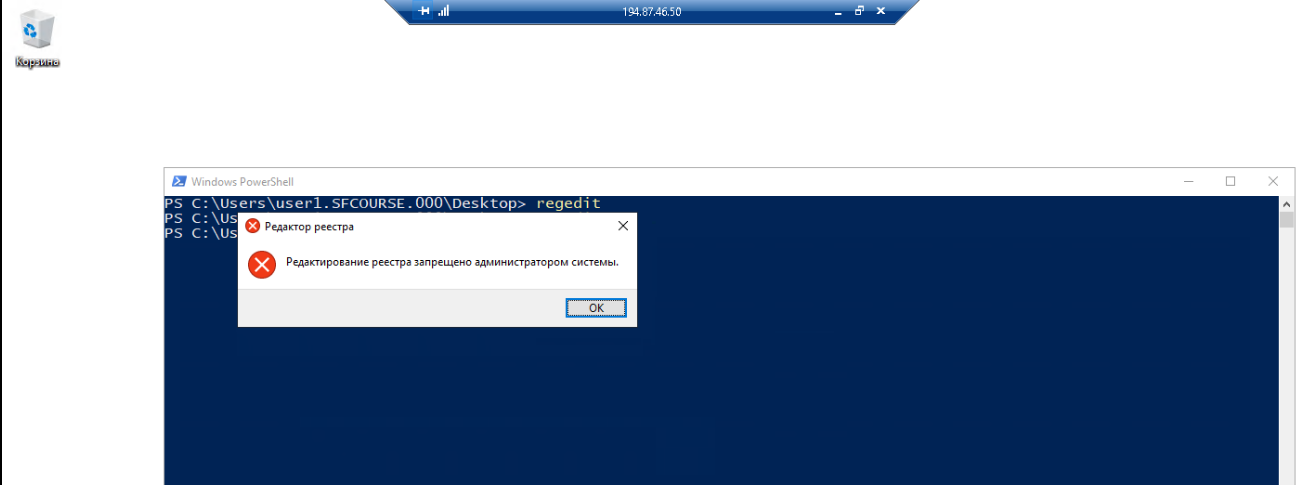 194.87.46.50
Корзина
Windows PowerShell
PS C:\Users\user1.SFCOURSE.000\Desktop> regedit
PS C:\Us
PS C:\Us
Редактор реестра
Редактирование реестра запрещено администратором системы.
OK